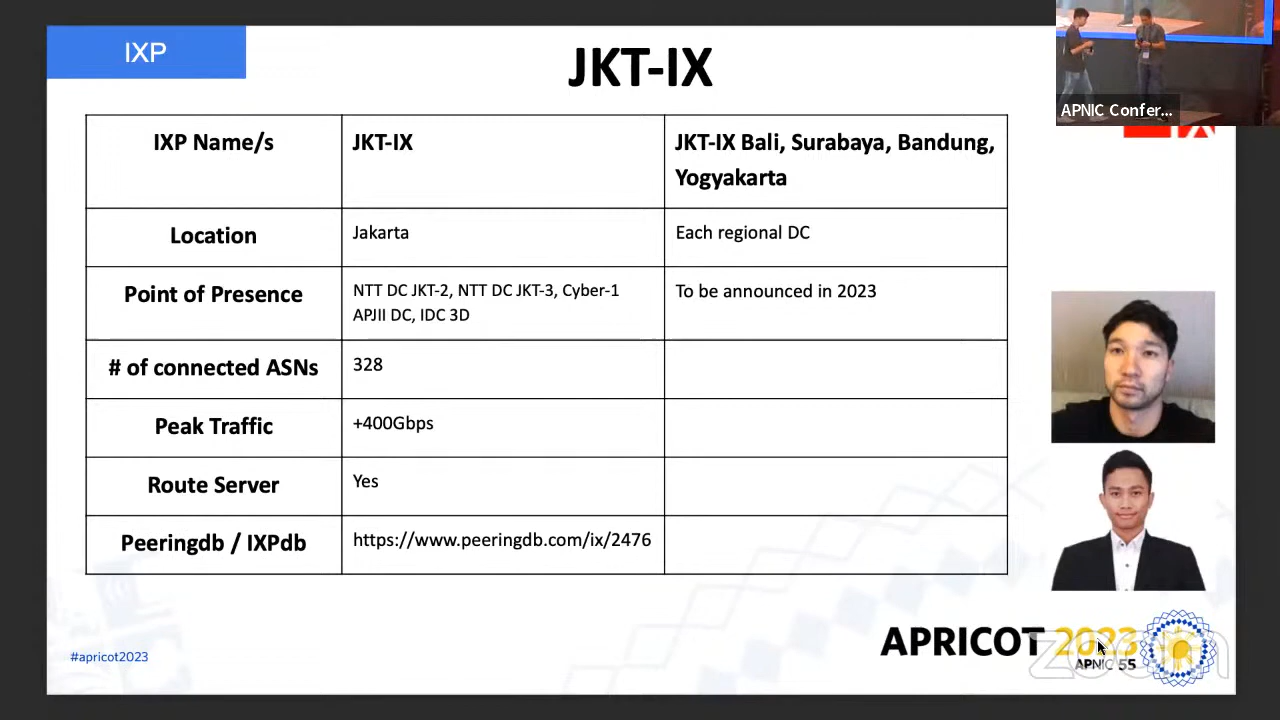 IXP
JKT-IX
APNIC Confer...
IX
IXP Name/s
JKT-IX
JKT-IX Bali, Surabaya, Bandung,
Yogyakarta
Location
Jakarta
Each regional DC
Point of Presence
NTT DC JKT-2, NTT DC JKT-3, Cyber-1
APJII DC, IDC 3D
To be announced in 2023
# of connected ASNs
328
Peak Traffic
+400Gbps
Route Server
Yes
Peeringdb / IXPdb
https://www.peeringdb.com/ix/2476
#apricot2023
APRICOT 2023
APNIC 55
zoom